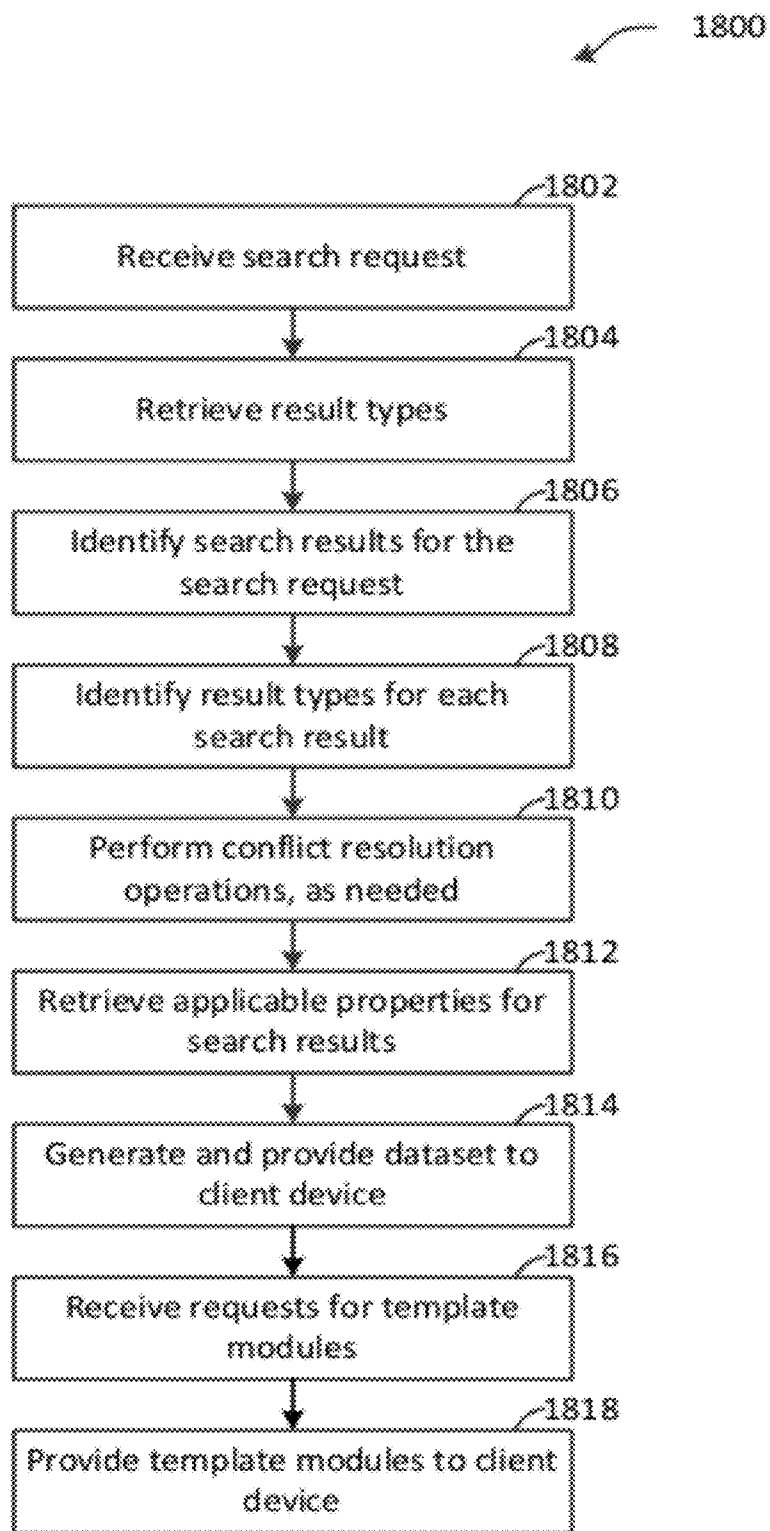 1800
1802
Receive search request
1804
Retrieve result types
1806
Identify search results for the
search request
1808
Identify result types for each
search result
1810
Perform conflict resolution
operations, as needed
1812
Retrieve applicable properties for
search results
1814
Generate and provide dataset to
client device
1816
Receive requests for template
modules
1818
Provide template modules to client
device